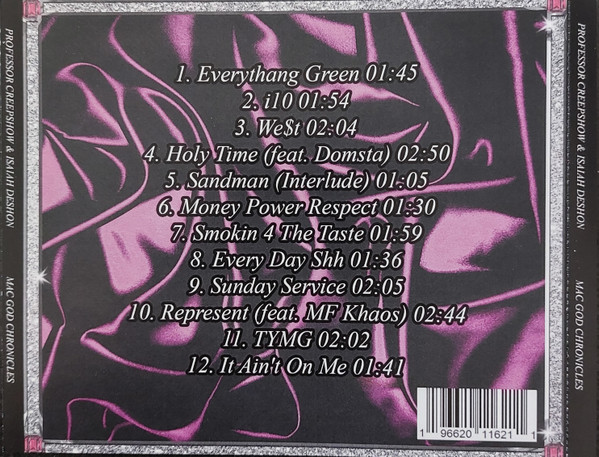 PROFESSOR CREEPSHOW & ISAIAH DESHON
MAC GOD CHRONICLES
1. Everythang Green 01:45
2. i10 01:54
3. We$t 02:04
4. Holy Time (feat. Domsta) 02:50
5. Sandman (Interlude) 01:05
6. Money Power Respect 01:30
7. Smokin 4 The Taste 01:59
8. Every Day Shh 01:36
9. Sunday Service 02:05
10. Represent (feat. MF Khaos) 02:44
11. TYMG 02:02
12. It Ain't On Me 01:41
1 96620 11621 1
PROFESSOR CREEPSHOW & ISAIAH DESHON
MAC GOD CHRONICLES